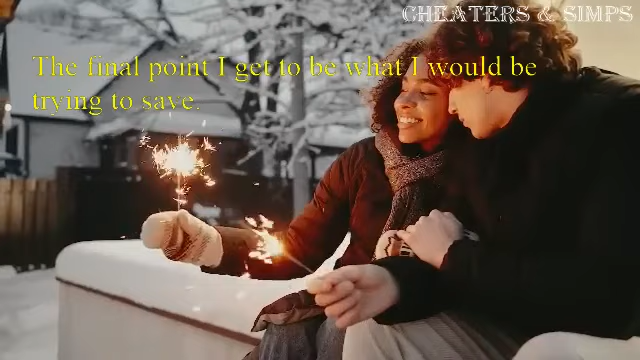 CHEATERS & SIMPS
The final point I get to be what I would be
trying to save.